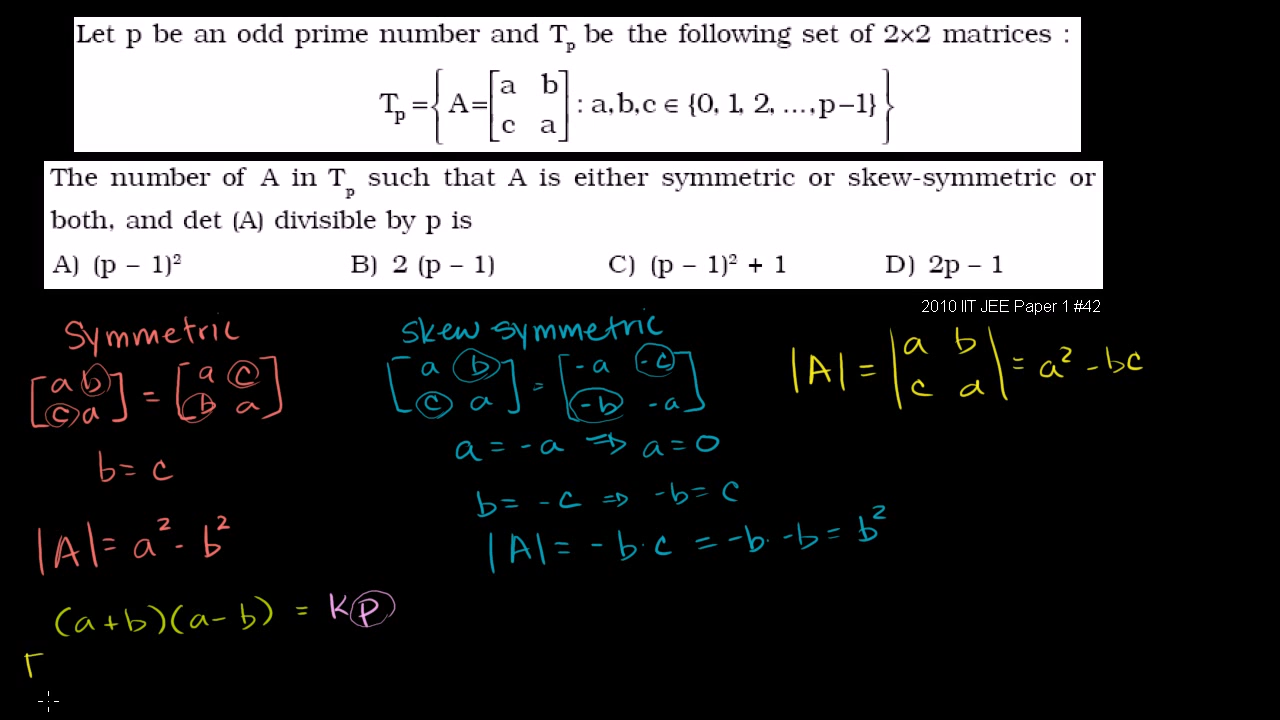 Let p be an odd prime number and Tp be the following set of 2×2 matrices :
Tp = { A = [a b; c a] : a,b,c ∈ {0, 1, 2, ...,p−1} }
The number of A in Tp such that A is either symmetric or skew-symmetric or
both, and det (A) divisible by p is
A) (p − 1)² B) 2 (p − 1) C) (p − 1)² + 1 D) 2p − 1
2010 IIT JEE Paper 1 #42
Symmetric
[a b; c a] = [a c; b a]
b = c
|A| = a² - b²
(a+b)(a-b) = Kp
skew symmetric
[a b; c a] = [-a -c; -b -a]
a = -a ⇒ a = 0
b = -c ⇒ -b = c
|A| = -b·c = -b·-b = b²
|A| = |a b; c a| = a² - bc